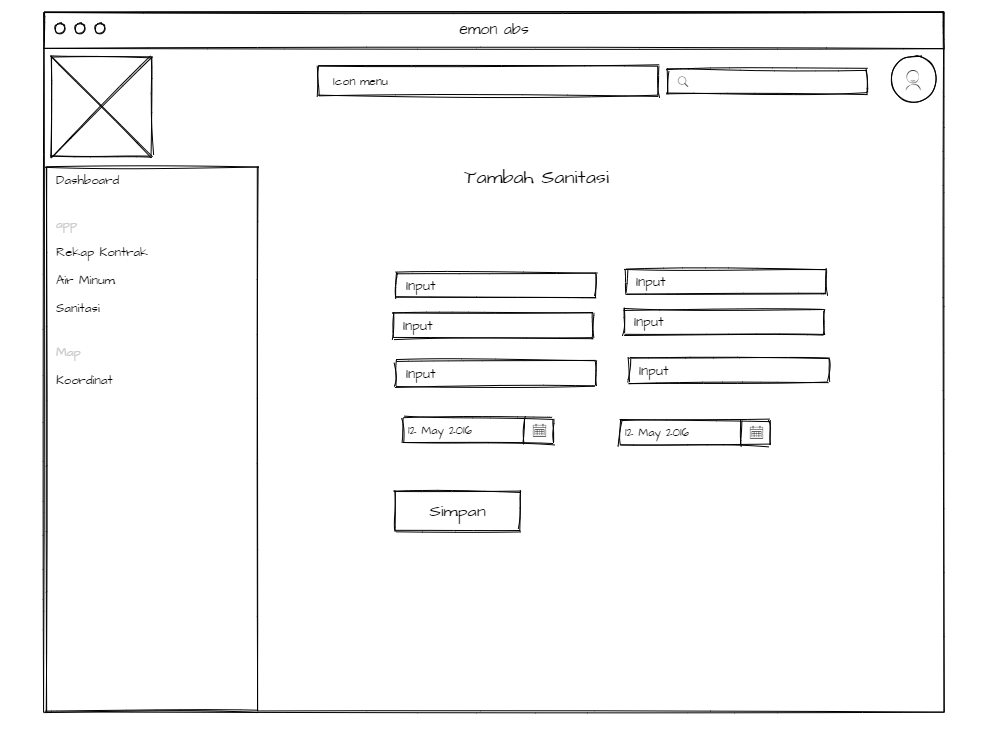 emon abs
Icon menu
Dashboard
app
Rekap Kontrak
Air Minum
Sanitasi
Map
Koordinat
Tambah Sanitasi
Input
Input
Input
Input
Input
Input
12 May 2016
12 May 2016
Simpan